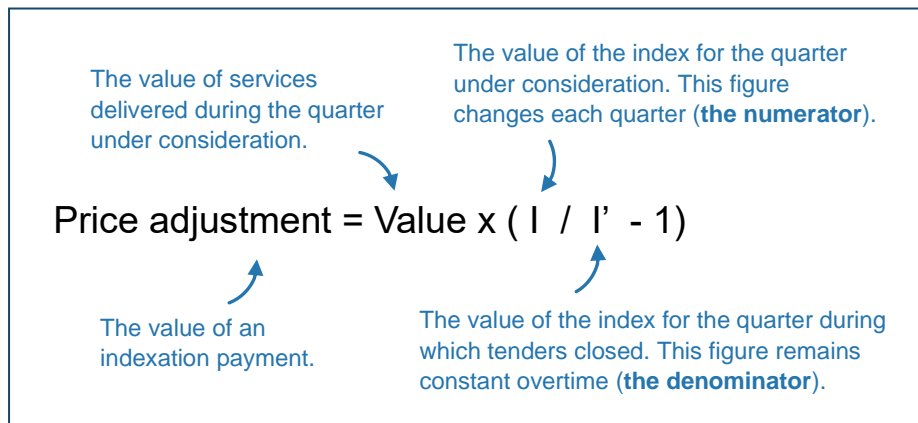 The value of services
delivered during the quarter
under consideration.
The value of the index for the quarter
under consideration. This figure
changes each quarter (the numerator).
Price adjustment = Value x ( I / I’ - 1)
The value of an
indexation payment.
The value of the index for the quarter during
which tenders closed. This figure remains
constant overtime (the denominator).